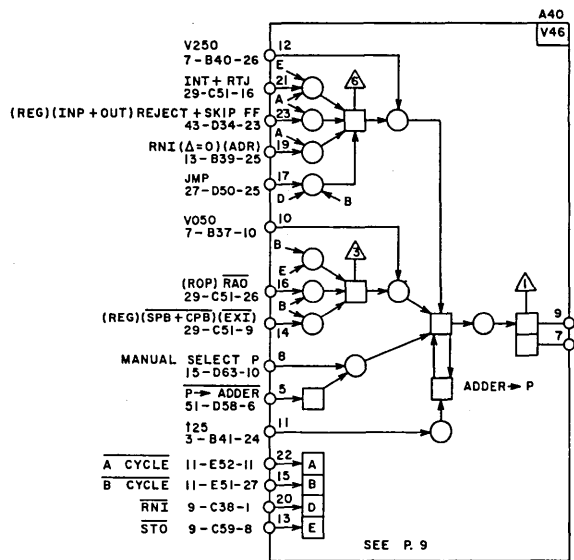 A40
V46
V250 12
7-B40-26
E
INT + RTJ 21
29-C51-16
A
(REG)(INP + OUT) REJECT + SKIP FF 23
43-D34-23
A
RNI (Δ=0) (ADR) 19
13-B39-25
JMP 17
27-D50-25
D B
6
V050 10
7-B37-10
B
E
(ROP) RAO 16
29-C51-26
B
(REG)(SPB + CPB)(EXI)
29-C51-9 14
3
1
9
7
MANUAL SELECT P 8
15-D63-10
P → ADDER 5
51-D58-6
ADDER → P
t25 11
3-B41-24
A CYCLE 11-E52-11 22 A
B CYCLE 11-E51-27 15 B
RNI 9-C38-1 20 D
STO 9-C59-8 13 E
SEE P. 9